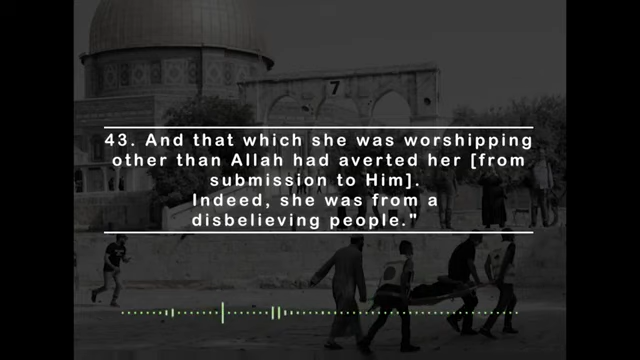 7
43. And that which she was worshipping
other than Allah had averted her [from
submission to Him].
Indeed, she was from a
disbelieving people."